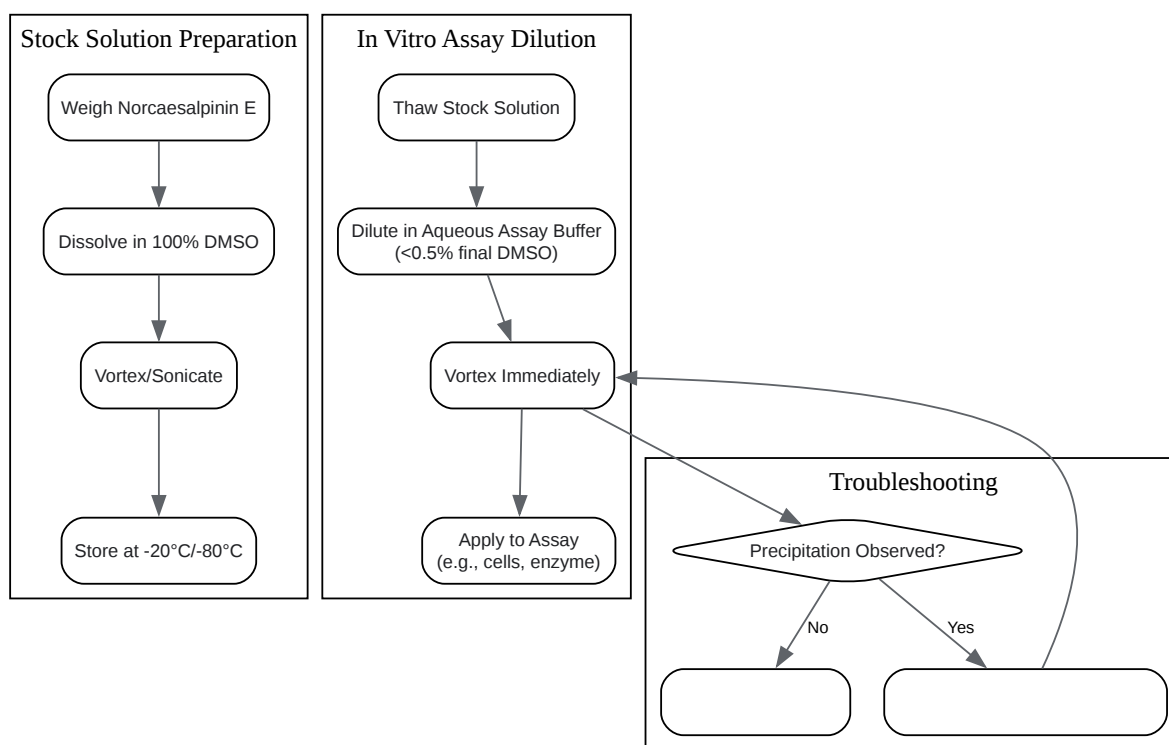 Stock Solution Preparation
Weigh Norcaesalpinin E
Dissolve in 100% DMSO
Vortex/Sonicate
Store at -20°C/-80°C
In Vitro Assay Dilution
Thaw Stock Solution
Dilute in Aqueous Assay Buffer
(<0.5% final DMSO)
Vortex Immediately
Apply to Assay
(e.g., cells, enzyme)
Troubleshooting
Precipitation Observed?
No
Yes